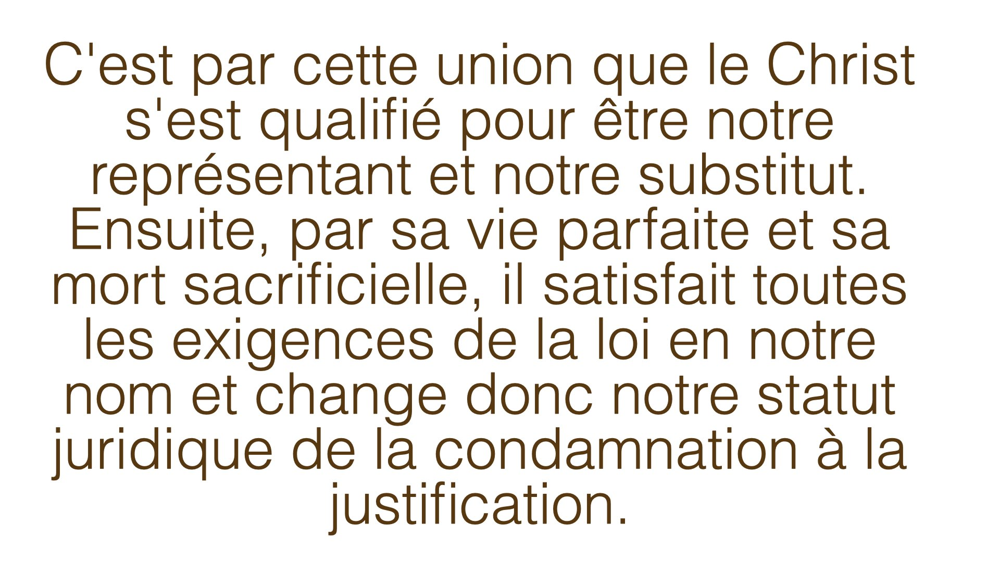 C'est par cette union que le Christ
s'est qualifié pour être notre
représentant et notre substitut.
Ensuite, par sa vie parfaite et sa
mort sacrificielle, il satisfait toutes
les exigences de la loi en notre
nom et change donc notre statut
juridique de la condamnation à la
justification.